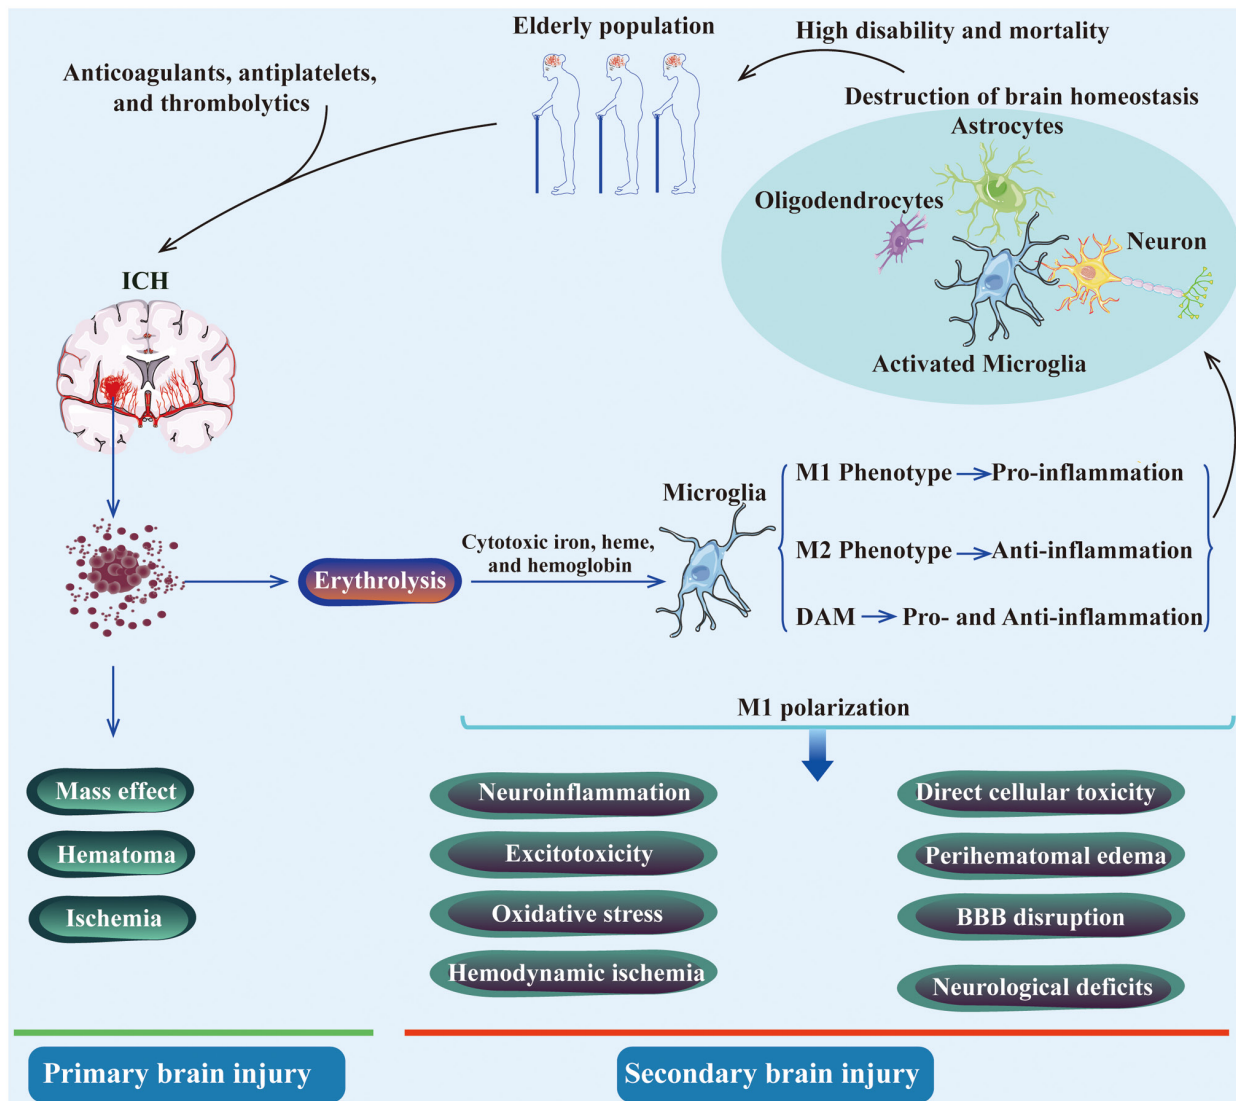 Elderly population
High disability and mortality
Anticoagulants, antiplatelets,
and thrombolytics
Destruction of brain homeostasis
Astrocytes
Oligodendrocytes
Neuron
Activated Microglia
ICH
Microglia
M1 Phenotype
Pro-inflammation
M2 Phenotype
Anti-inflammation
DAM
Pro- and Anti-inflammation
Cytotoxic iron, heme,
and hemoglobin
Erythrolysis
M1 polarization
Mass effect
Hematoma
Ischemia
Neuroinflammation
Excitotoxicity
Oxidative stress
Hemodynamic ischemia
Direct cellular toxicity
Perihematomal edema
BBB disruption
Neurological deficits
Primary brain injury
Secondary brain injury